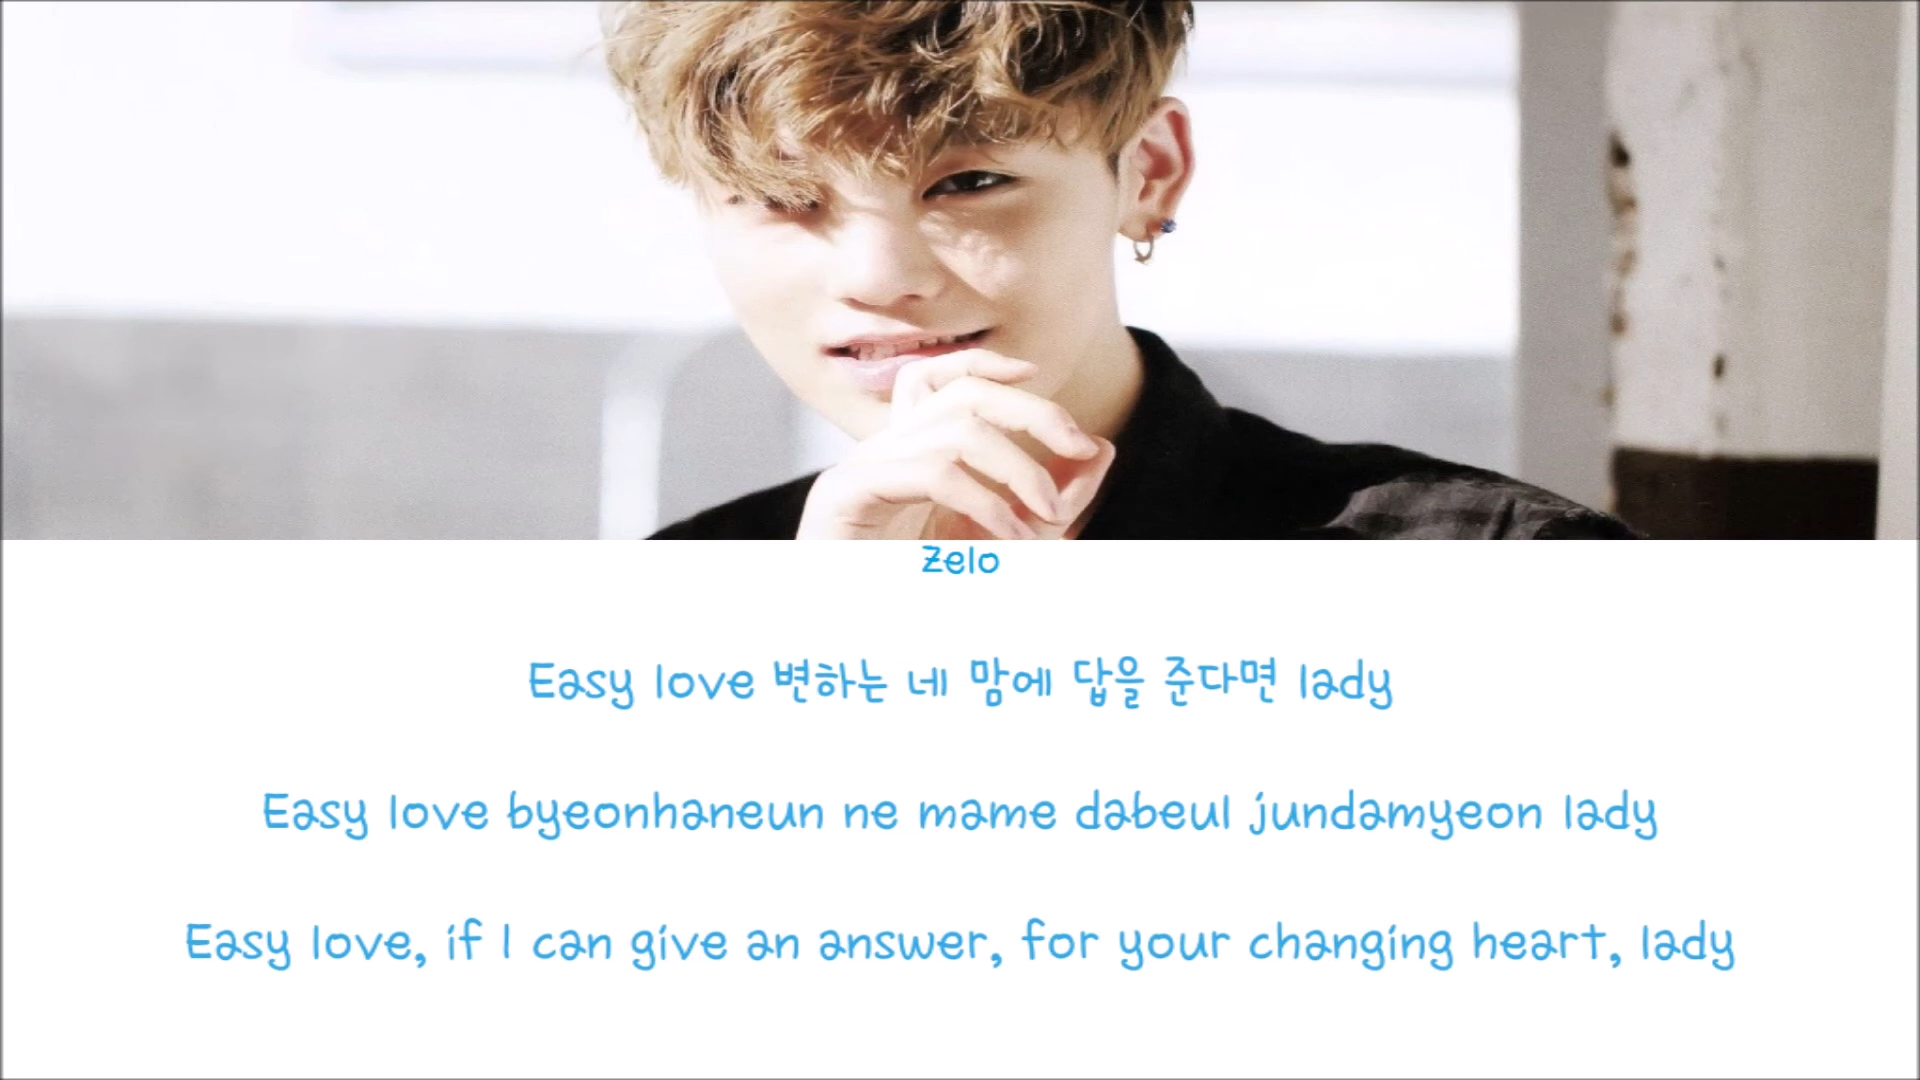 Zelo
Easy love 변하는 네 맘에 답을 준다면 lady
Easy love byeonhaneun ne mame dabeul jundamyeon lady
Easy love, if I can give an answer, for your changing heart, lady